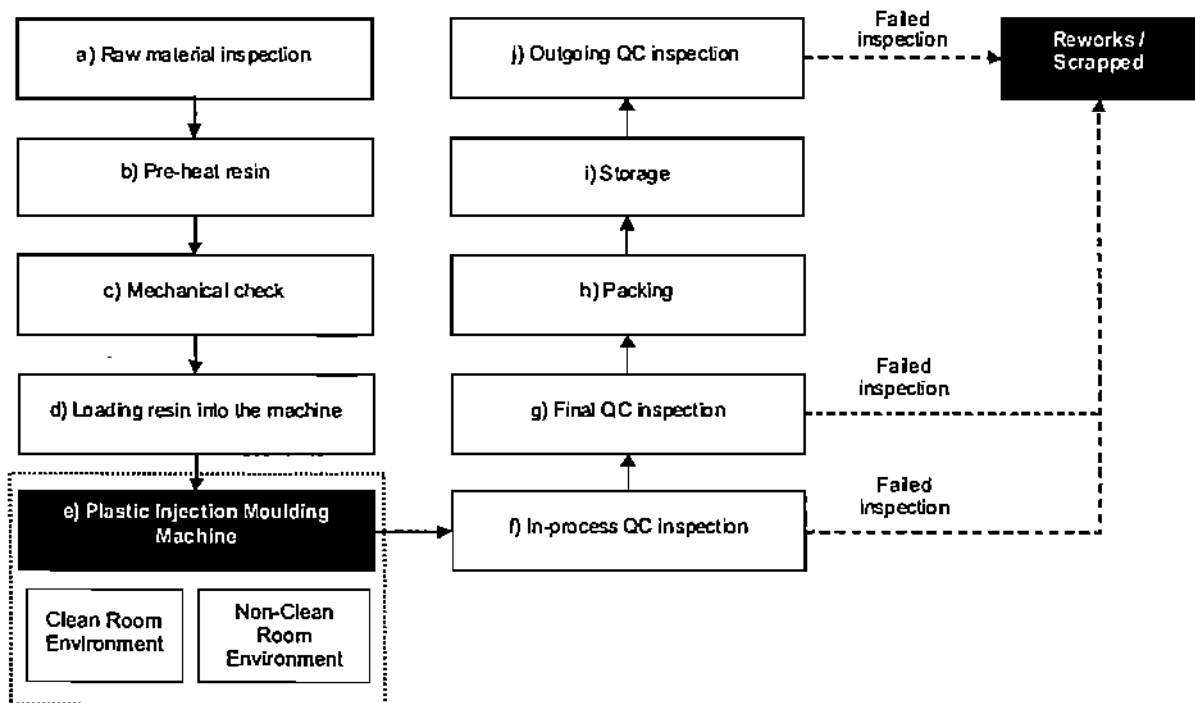 a) Raw material inspection
b) Pre-heat resin
c) Mechanical check
d) Loading resin into the machine
e) Plastic Injection Moulding
Machine
Clean Room
Environment
Non-Clean
Room
Environment
f) In-process QC inspection
g) Final QC inspection
h) Packing
i) Storage
j) Outgoing QC inspection
Failed
inspection
Failed
inspection
Failed
inspection
Reworks /
Scrapped